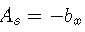 $A_s = -b_x$